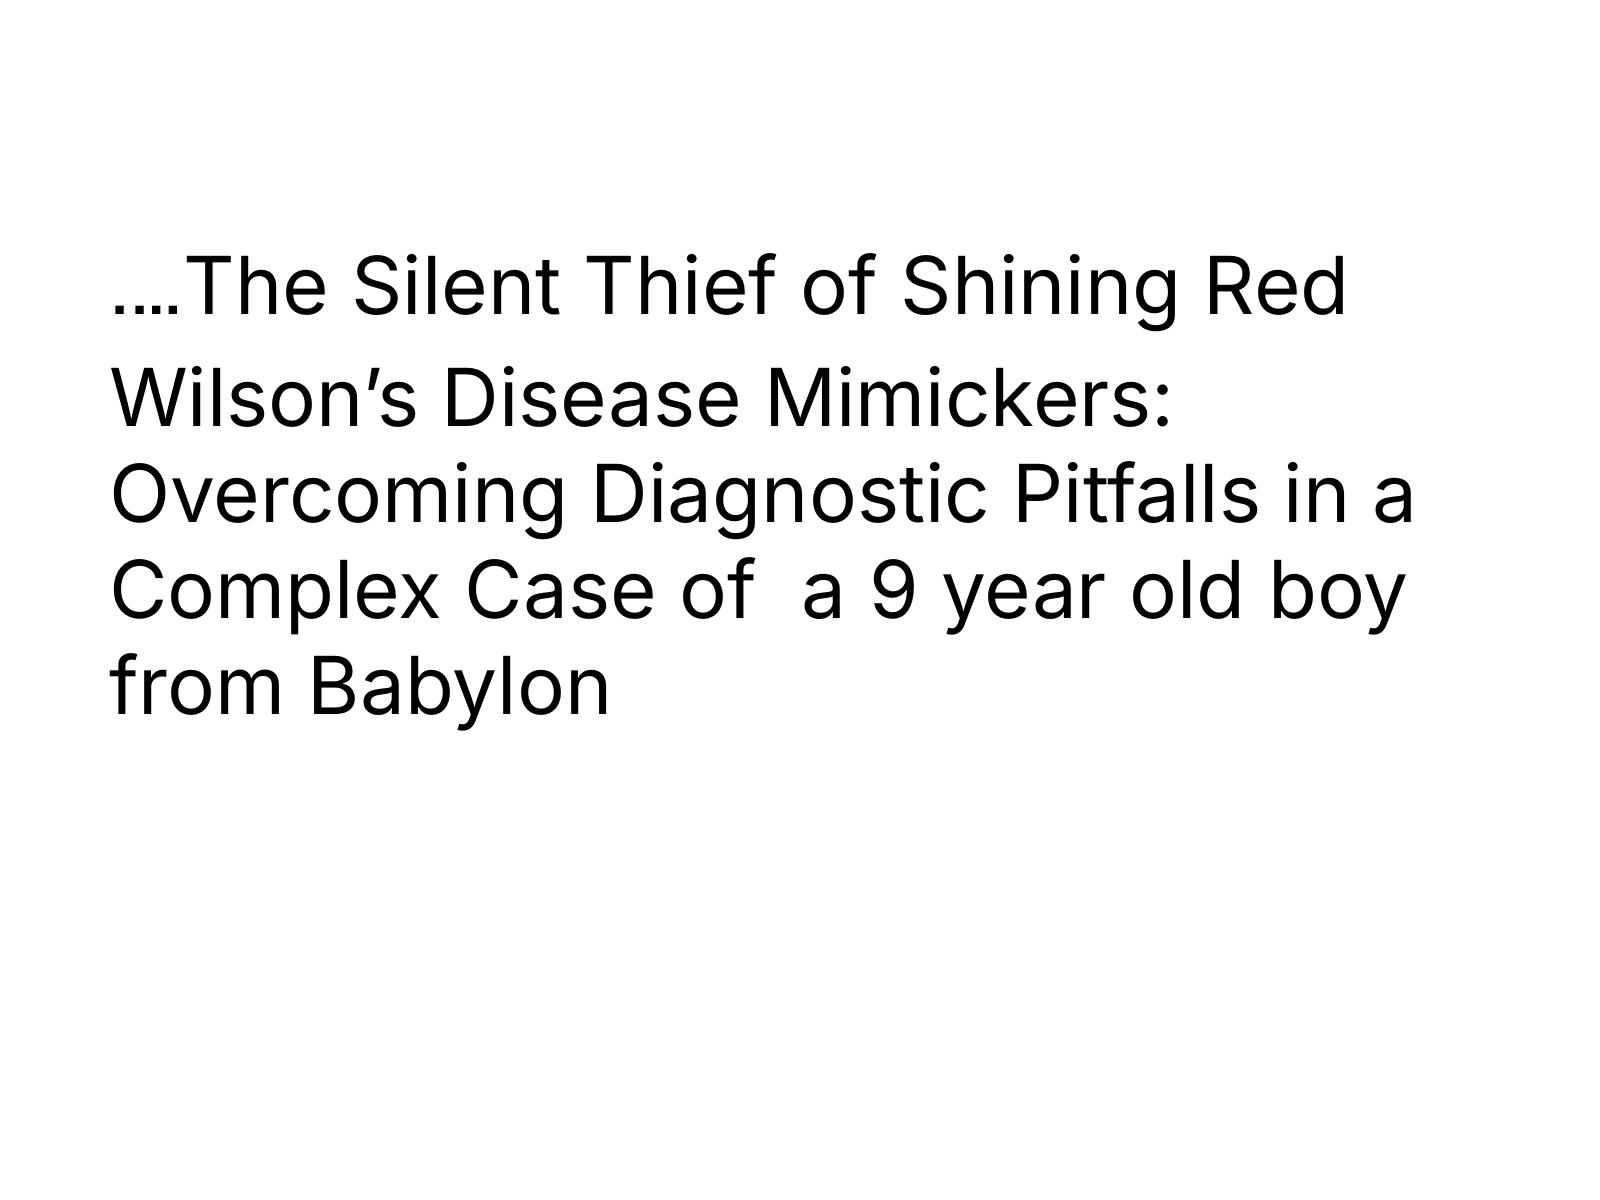 ....The Silent Thief of Shining Red
Wilson’s Disease Mimickers:
Overcoming Diagnostic Pitfalls in a
Complex Case of  a 9 year old boy
from Babylon